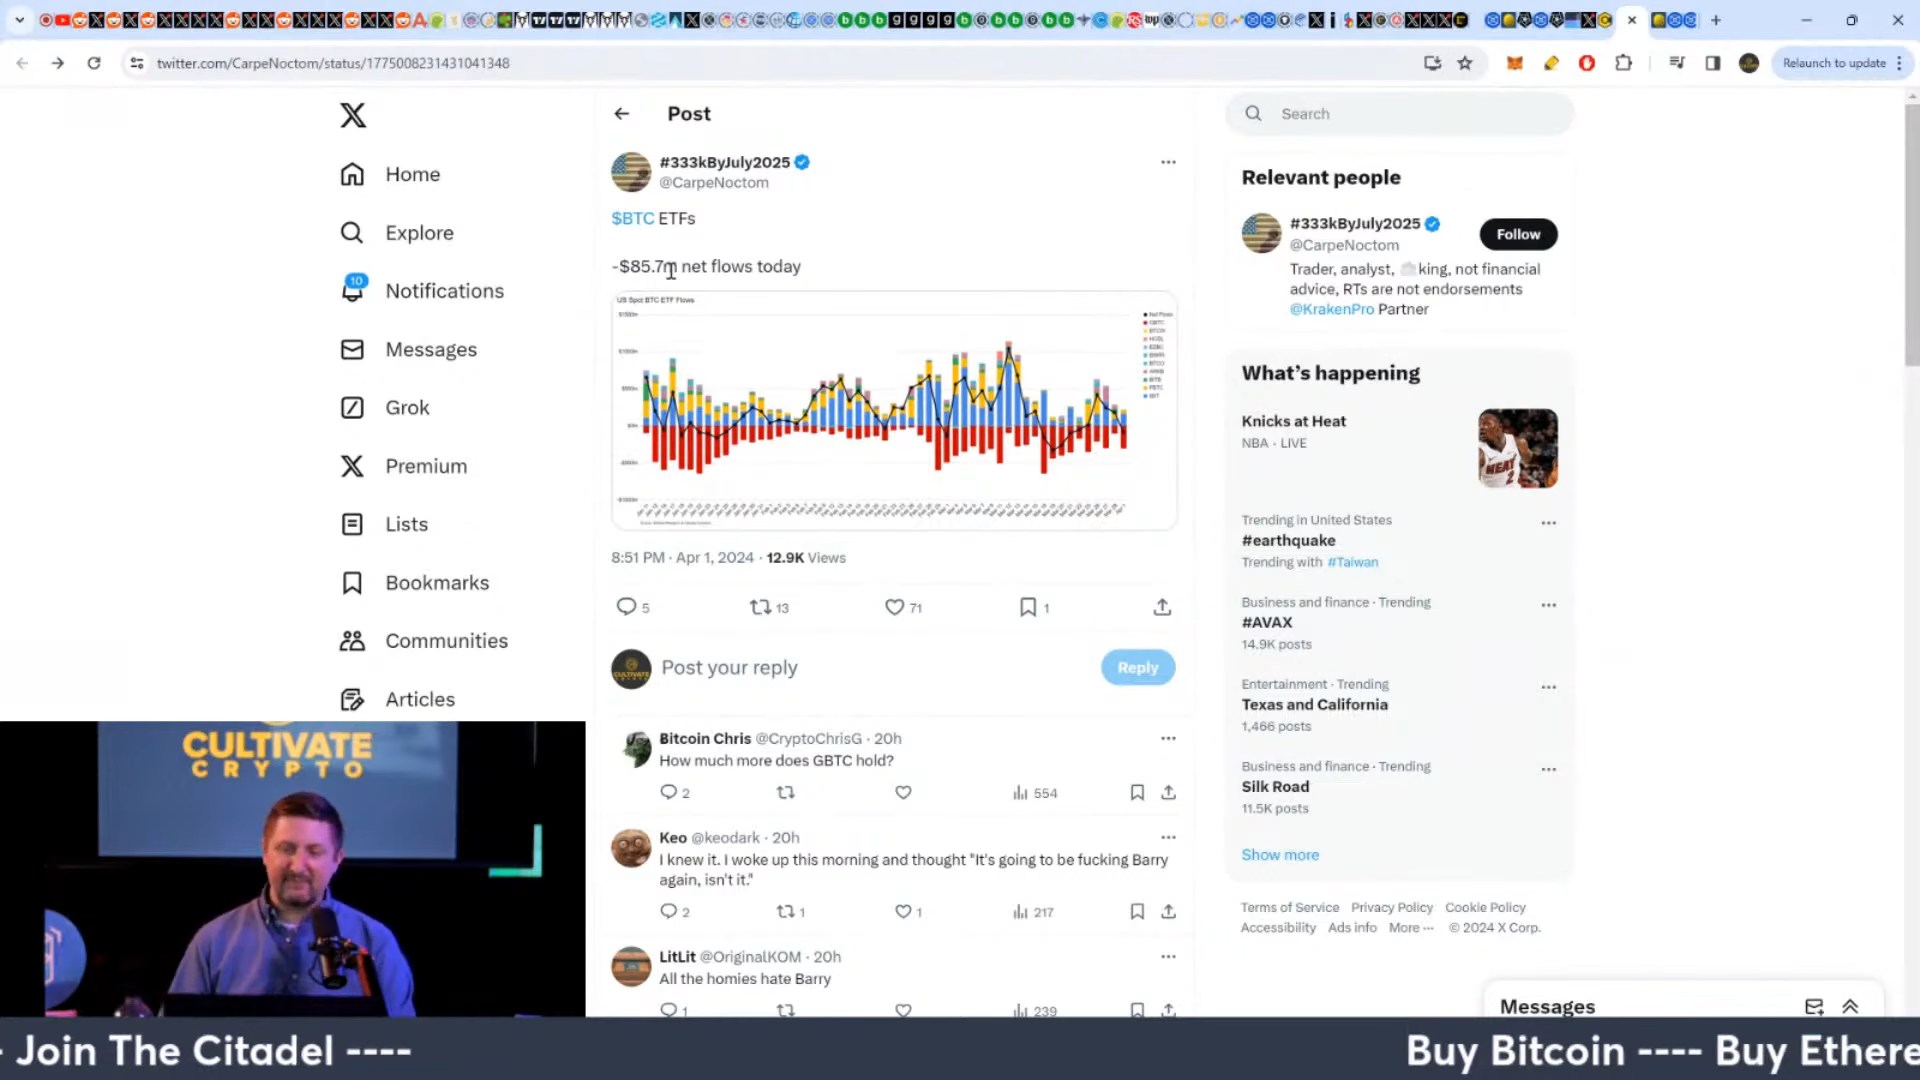 twitter.com/CarpeNoctom/status/1775008231431041348
Relaunch to update
Post
Search
Home
Explore
10
Notifications
Messages
Grok
Premium
Lists
Bookmarks
Communities
Articles
#333kByJuly2025
@CarpeNoctom
$BTC ETFs
-$85.7m net flows today
US Spot BTC ETF Flows
Net Flows
GBTC
8:51 PM · Apr 1, 2024 · 12.9K Views
5
13
71
1
Post your reply
Reply
Bitcoin Chris @CryptoChrisG · 20h
How much more does GBTC hold?
2
554
Keo @keodark · 20h
I knew it. I woke up this morning and thought "It's going to be fucking Barry
again, isn't it."
2
1
1
217
LitLit @OriginalKOM · 20h
All the homies hate Barry
1
239
Relevant people
#333kByJuly2025
@CarpeNoctom
Follow
Trader, analyst, king, not financial
advice, RTs are not endorsements
@KrakenPro Partner
What's happening
Knicks at Heat
NBA · LIVE
Trending in United States
#earthquake
Trending with #Taiwan
Business and finance · Trending
#AVAX
14.9K posts
Entertainment · Trending
Texas and California
1,466 posts
Business and finance · Trending
Silk Road
11.5K posts
Show more
Terms of Service Privacy Policy Cookie Policy
Accessibility Ads info More ··· © 2024 X Corp.
Messages
CULTIVATE
CRYPTO
- Join The Citadel ----
Buy Bitcoin ---- Buy Ethere